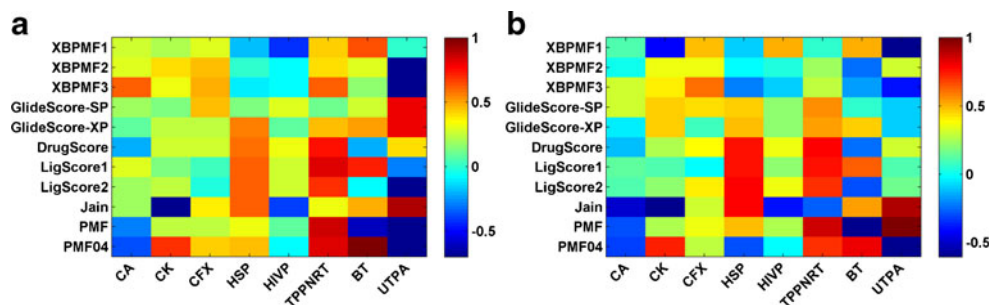 a
XBPMF1
XBPMF2
XBPMF3
GlideScore-SP
GlideScore-XP
DrugScore
LigScore1
LigScore2
Jain
PMF
PMF04
CA
CK
CFX
HSP
HIVP
TPPNRT
BT
UTPA
1
0.5
0
-0.5
b
XBPMF1
XBPMF2
XBPMF3
GlideScore-SP
GlideScore-XP
DrugScore
LigScore1
LigScore2
Jain
PMF
PMF04
CA
CK
CFX
HSP
HIVP
TPPNRT
BT
UTPA
1
0.5
0
-0.5